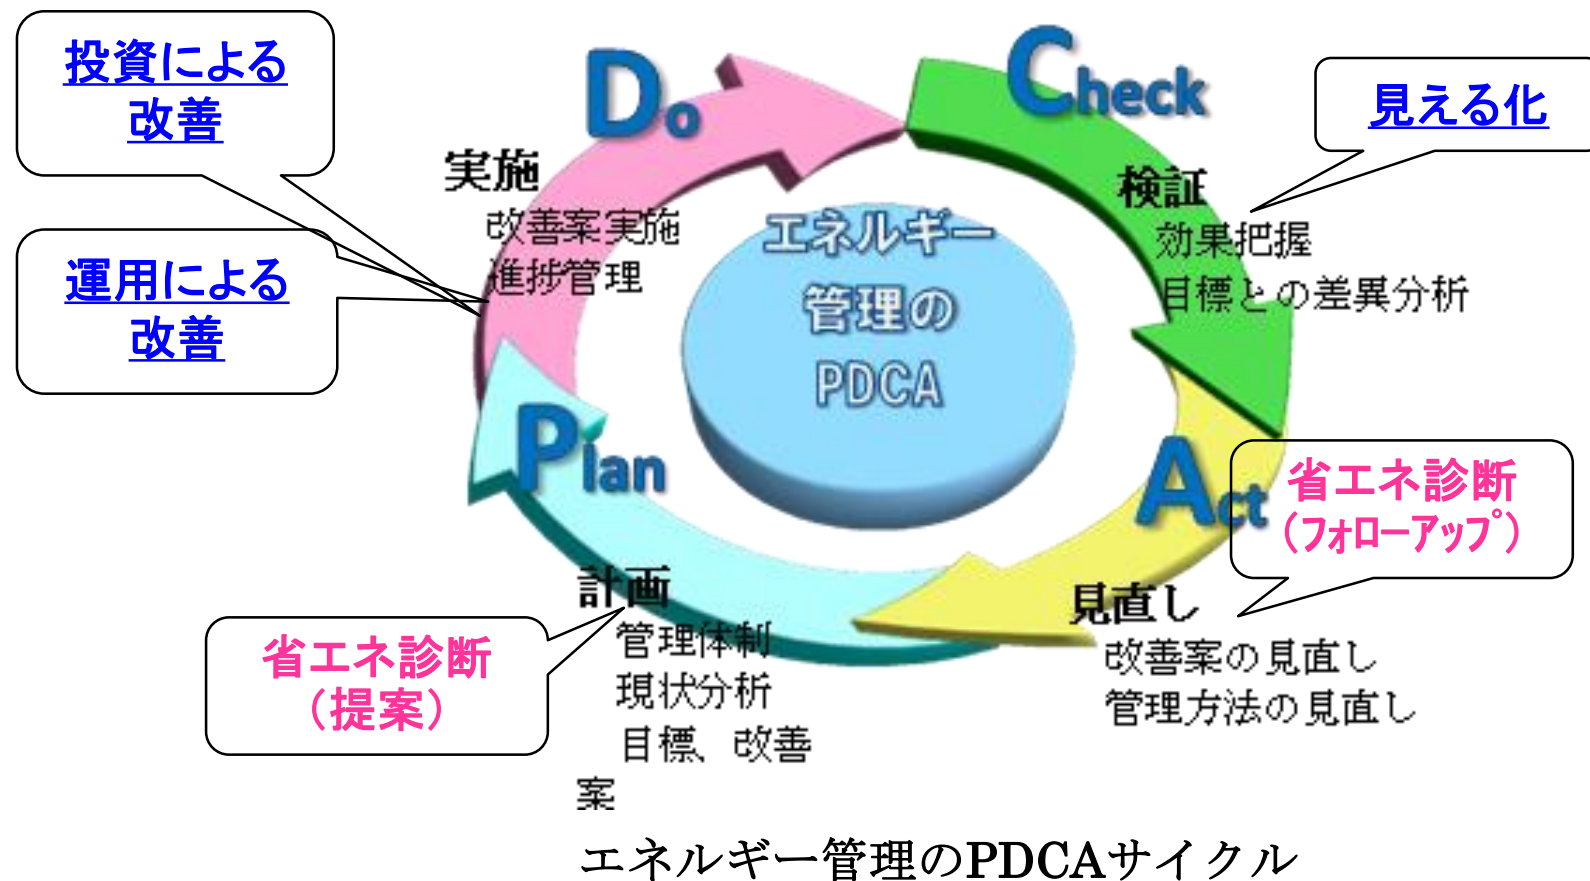 投資による
改善
運用による
改善
Do
実施
改善案実施
進捗管理
Check
検証
効果把握
目標との差異分析
見える化
エネルギー
管理の
PDCA
Plan
計画
管理体制
現状分析
目標、改善
案
省エネ診断
（提案）
Act
見直し
改善案の見直し
管理方法の見直し
省エネ診断
（フォローアップ）
エネルギー管理のPDCAサイクル